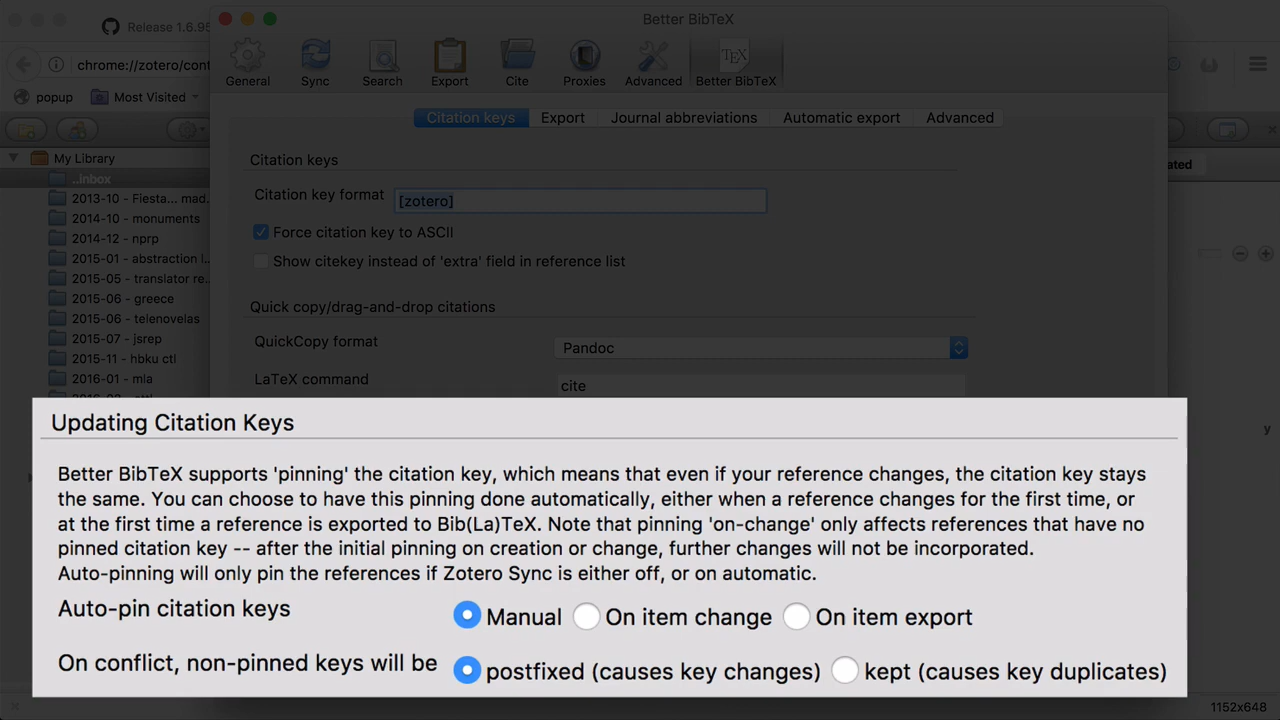 Better BibTeX
Release 1.6.95
General
Sync
Search
Export
Cite
Proxies
Advanced
Better BibTeX
chrome://zotero/cont
popup
Most Visited
Citation keys
Export
Journal abbreviations
Automatic export
Advanced
My Library
..Inbox
2013-10 - Fiesta... mad.
2014-10 - monuments
2014-12 - nprp
2015-01 - abstraction l..
2015-05 - translator re...
2015-06 - greece
2015-06 - telenovelas
2015-07 - jsrep
2015-11 - hbku ctl
2016-01 - mla
Citation keys
Citation key format
[zotero]
Force citation key to ASCII
Show citekey instead of 'extra' field in reference list
Quick copy/drag-and-drop citations
QuickCopy format
Pandoc
LaTeX command
cite
ated
y
Updating Citation Keys
Better BibTeX supports 'pinning' the citation key, which means that even if your reference changes, the citation key stays
the same. You can choose to have this pinning done automatically, either when a reference changes for the first time, or
at the first time a reference is exported to Bib(La)TeX. Note that pinning 'on-change' only affects references that have no
pinned citation key -- after the initial pinning on creation or change, further changes will not be incorporated.
Auto-pinning will only pin the references if Zotero Sync is either off, or on automatic.
Auto-pin citation keys
Manual
On item change
On item export
On conflict, non-pinned keys will be
postfixed (causes key changes)
kept (causes key duplicates)
1152x648